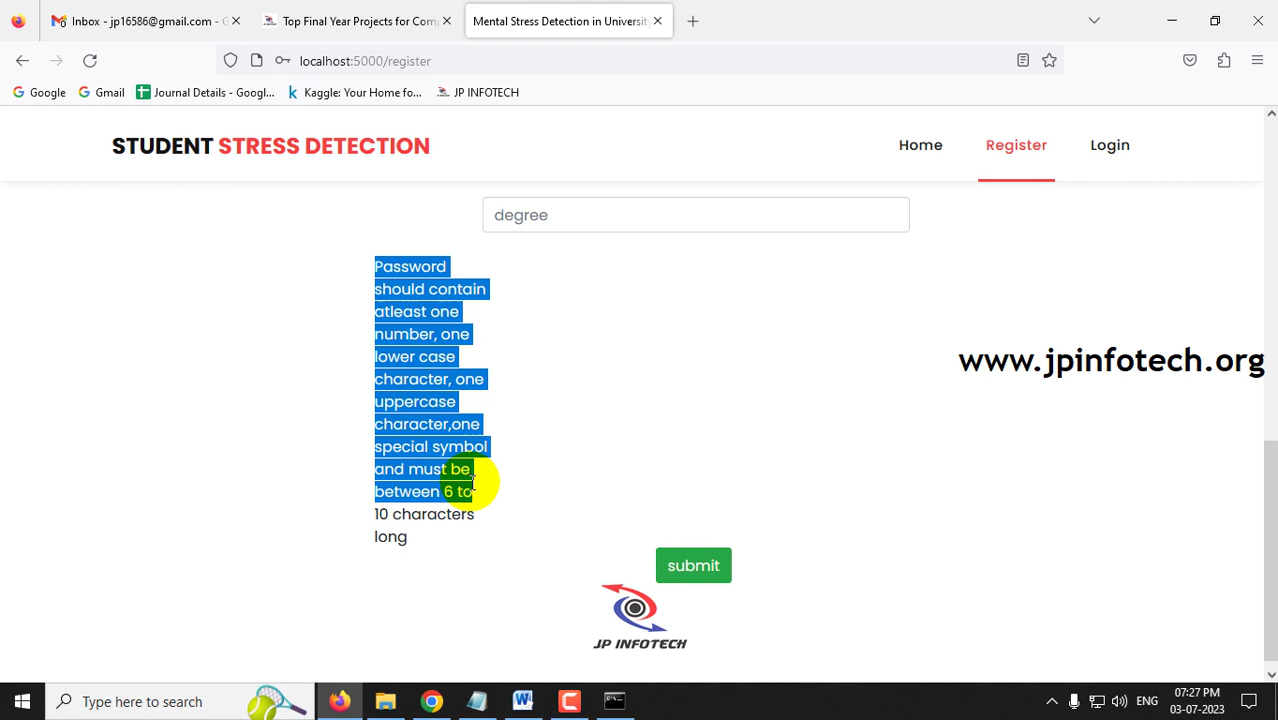 Inbox - jp16586@gmail.com - G
Top Final Year Projects for Com
Mental Stress Detection in University
localhost:5000/register
Google
Gmail
Journal Details - Googl...
Kaggle: Your Home fo...
JP INFOTECH
STUDENT STRESS DETECTION
Home
Register
Login
degree
Password
should contain
atleast one
number, one
lower case
character, one
uppercase
character,one
special symbol
and must be
between 6 to
10 characters
long
www.jpinfotech.org
submit
JP INFOTECH
Type here to search
ENG
07:27 PM
03-07-2023